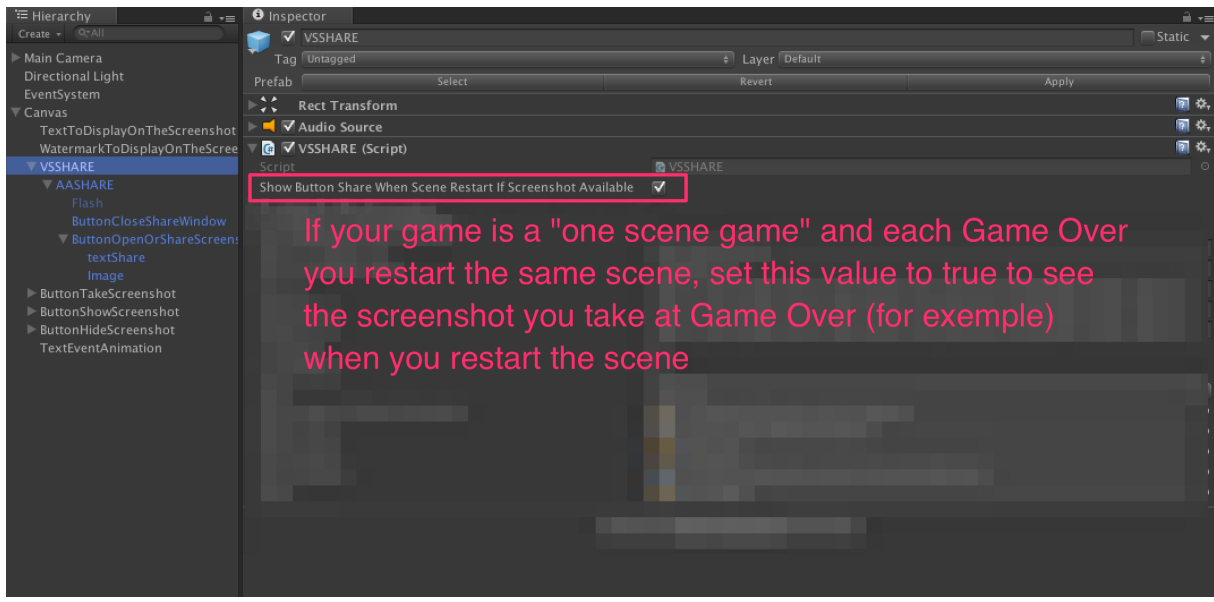 Hierarchy
Create
All
Main Camera
Directional Light
EventSystem
Canvas
TextToDisplayOnTheScreenshot
WatermarkToDisplayOnTheScree
VSSHARE
AASHARE
Flash
ButtonCloseShareWindow
ButtonOpenOrShareScreens
textShare
Image
ButtonTakeScreenshot
ButtonShowScreenshot
ButtonHideScreenshot
TextEventAnimation
Inspector
VSSHARE Static
Tag Untagged Layer Default
Prefab Select Revert Apply
Rect Transform
Audio Source
VSSHARE (Script)
Script VSSHARE
Show Button Share When Scene Restart If Screenshot Available
If your game is a "one scene game" and each Game Over
you restart the same scene, set this value to true to see
the screenshot you take at Game Over (for exemple)
when you restart the scene